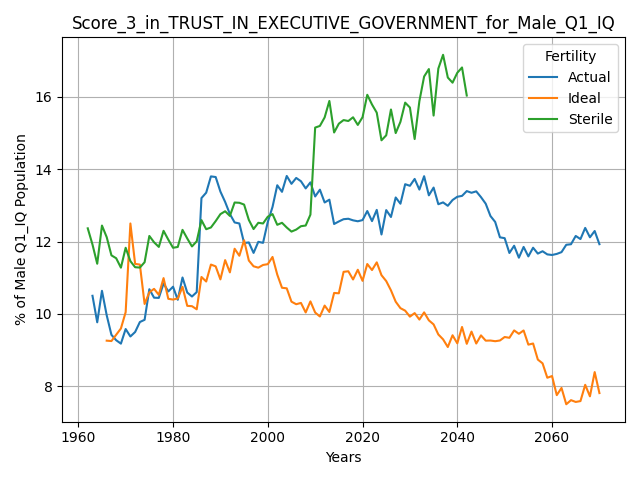 Score_3_in_TRUST_IN_EXECUTIVE_GOVERNMENT_for_Male_Q1_IQ
Fertility
Actual
Ideal
Sterile
% of Male Q1_IQ Population
16
14
12
10
8
1960
1980
2000
2020
2040
2060
Years